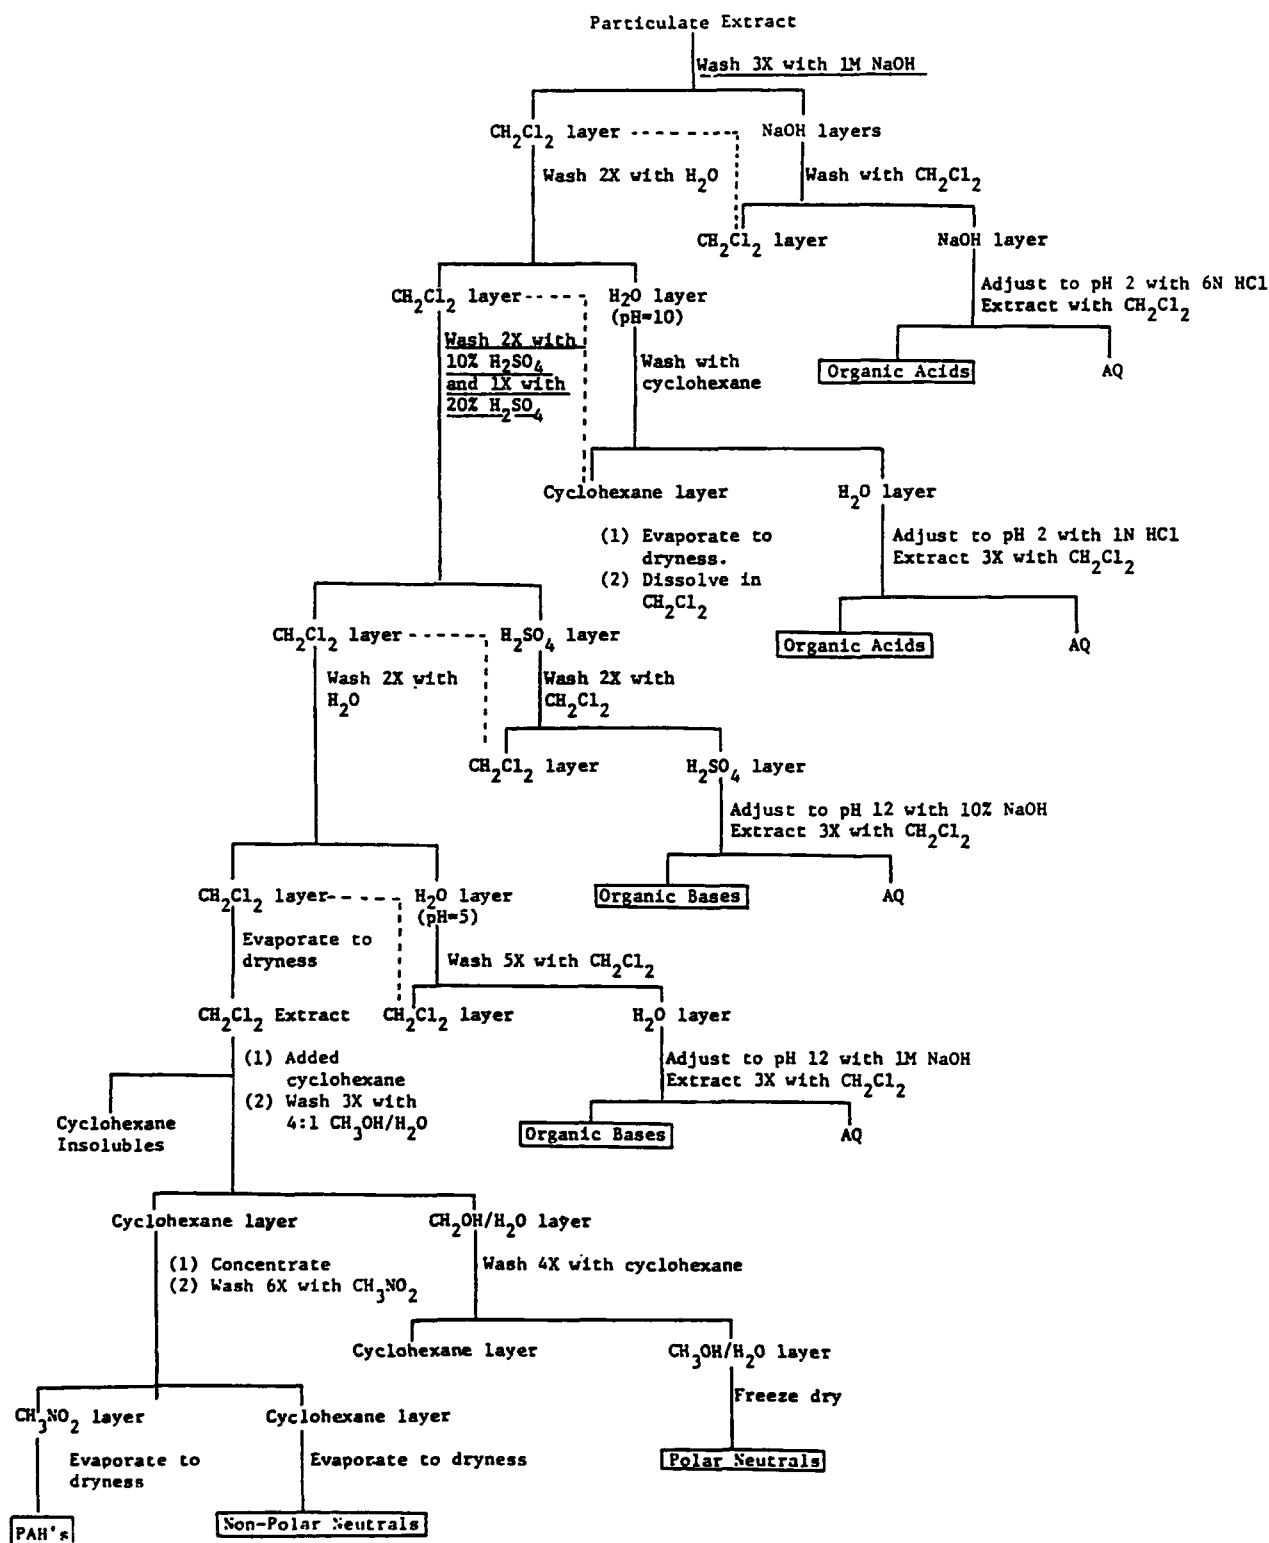 Particulate Extract
Wash 3X with 1M NaOH
CH2Cl2 layer
NaOH layers
Wash 2X with H2O
Wash with CH2Cl2
CH2Cl2 layer
NaOH layer
Adjust to pH 2 with 6N HCl
Extract with CH2Cl2
Organic Acids
AQ
CH2Cl2 layer
H2O layer
(pH=10)
Wash 2X with
10% H2SO4
and 1X with
20% H2SO4
Wash with
cyclohexane
Cyclohexane layer
H2O layer
(1) Evaporate to
dryness.
(2) Dissolve in
CH2Cl2
Adjust to pH 2 with 1N HCl
Extract 3X with CH2Cl2
Organic Acids
AQ
CH2Cl2 layer
H2SO4 layer
Wash 2X with
H2O
Wash 2X with
CH2Cl2
CH2Cl2 layer
H2SO4 layer
Adjust to pH 12 with 10% NaOH
Extract 3X with CH2Cl2
Organic Bases
AQ
CH2Cl2 layer
H2O layer
(pH=5)
Evaporate to
dryness
Wash 5X with CH2Cl2
CH2Cl2 Extract
CH2Cl2 layer
H2O layer
(1) Added
cyclohexane
(2) Wash 3X with
4:1 CH3OH/H2O
Adjust to pH 12 with 1M NaOH
Extract 3X with CH2Cl2
Cyclohexane
Insolubles
Organic Bases
AQ
Cyclohexane layer
CH2OH/H2O layer
(1) Concentrate
(2) Wash 6X with CH3NO2
Wash 4X with cyclohexane
Cyclohexane layer
CH3OH/H2O layer
Freeze dry
CH3NO2 layer
Cyclohexane layer
Evaporate to
dryness
Evaporate to dryness
Polar Neutrals
PAH's
Non-Polar Neutrals